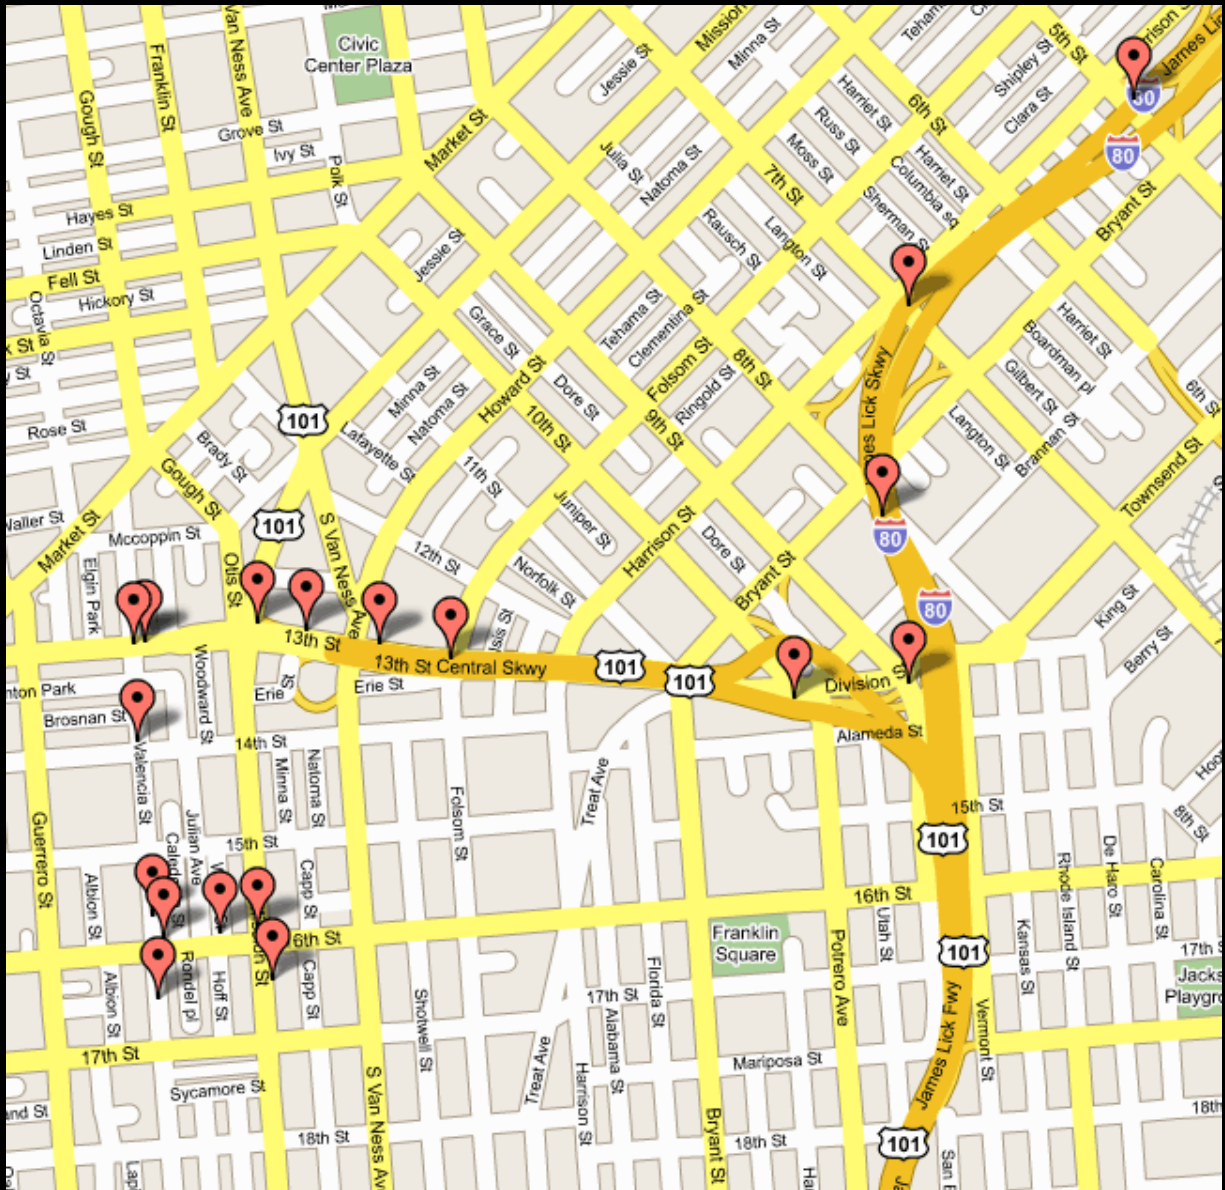 Civic
Center Plaza
Van Ness Ave
Franklin St
Gough St
Grove St
Ivy St
Polk St
Hayes St
Linden St
Fell St
Hickory St
Octavia St
Rose St
Market St
Jessie St
Mission
Minna St
Julia St
Natoma St
Harriet St
Russ St
Moss St
7th St
6th St
5th St
Shipley St
Clara St
Harriet St
Columbia sq
Sherman St
Rausch St
Langton St
80
80
Bryant St
Jessie St
Grace St
Howard St
Tehama St
Clementina St
Folsom St
8th St
Ringold St
9th St
Dore St
10th St
Minna St
Natoma St
Lafayette St
11th St
Juniper St
Harriet St
Boardman pl
Gilbert St
6th St
Langton St
Brannan St
Townsend St
101
Brady St
Gough St
Market St
Mccoppin St
Elgin Park
Otis St
101
S Van Ness Ave
12th St
Norfolk St
Harrison St
Dore St
Bryant St
80
80
King St
Berry St
13th St
13th St Central Skwy
101
101
Division St
Alameda St
Erie St
Erie St
Woodward St
Brosnan St
14th St
Valencia St
Minna St
Natoma St
Folsom St
Treat Ave
15th St
101
8th St
Guerrero St
Julian Ave
15th St
Capp St
Albion St
16th St
Utah St
Rhode Island St
De Haro St
Carolina St
Franklin
Square
101
Kansas St
Albion St
Rondel pl
Hoff St
Capp St
Shotwell St
17th St
Florida St
Alabama St
Potrero Ave
James Lick Fwy
Vermont St
17th St
Sycamore St
Treat Ave
Harrison St
Mariposa St
18th St
S Van Ness Av
Bryant St
18th St
101